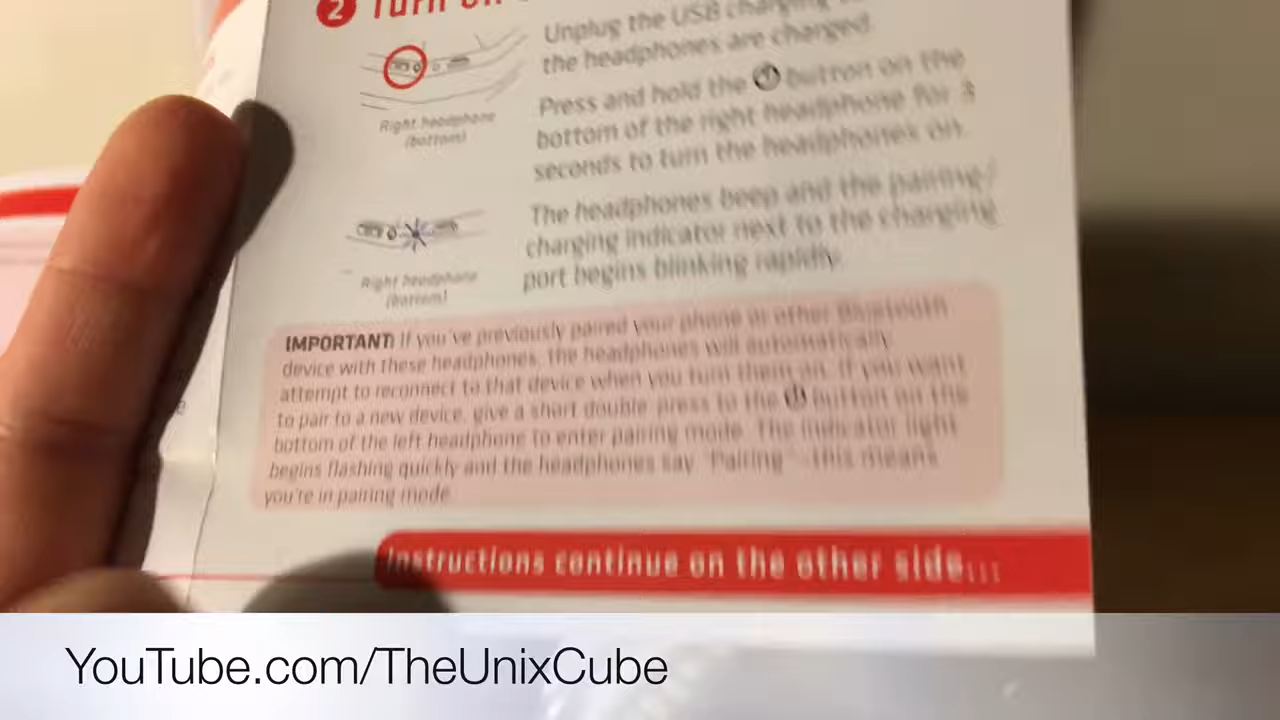 2 Turn on
Unplug the USB charging
the headphones are charged.
Press and hold the button on the
bottom of the right headphone for 3
seconds to turn the headphones on.
Right headphone
(bottom)
The headphones beep and the pairing/
charging indicator next to the charging
port begins blinking rapidly.
Right headphone
(bottom)
IMPORTANT: If you've previously paired your phone or other Bluetooth
device with these headphones, the headphones will automatically
attempt to reconnect to that device when you turn them on. If you want
to pair to a new device, give a short double press to the button on the
bottom of the left headphone to enter pairing mode. The indicator light
begins flashing quickly and the headphones say "Pairing"--this means
you're in pairing mode.
Instructions continue on the other side...
YouTube.com/TheUnixCube